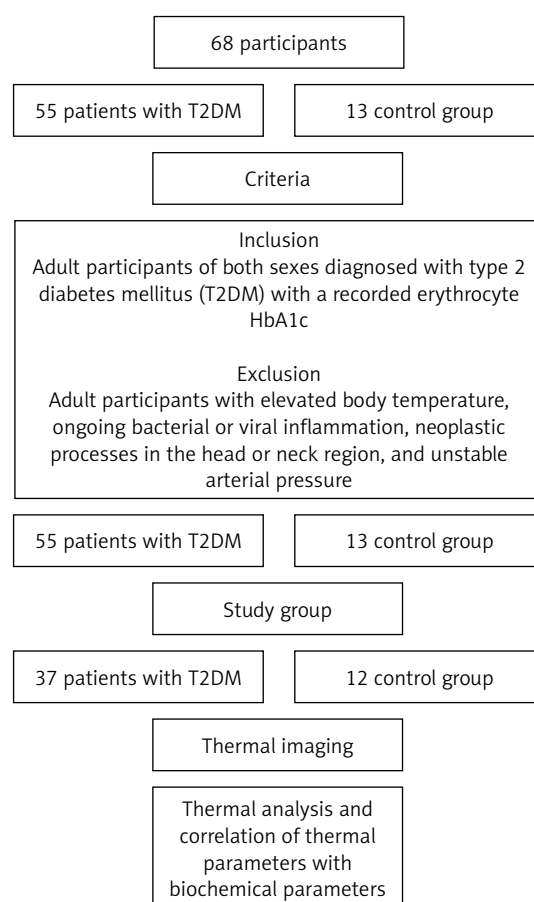 68 participants
55 patients with T2DM
13 control group
Criteria
Inclusion
Adult participants of both sexes diagnosed with type 2
diabetes mellitus (T2DM) with a recorded erythrocyte
HbA1c
Exclusion
Adult participants with elevated body temperature,
ongoing bacterial or viral inflammation, neoplastic
processes in the head or neck region, and unstable
arterial pressure
55 patients with T2DM
13 control group
Study group
37 patients with T2DM
12 control group
Thermal imaging
Thermal analysis and
correlation of thermal
parameters with
biochemical parameters